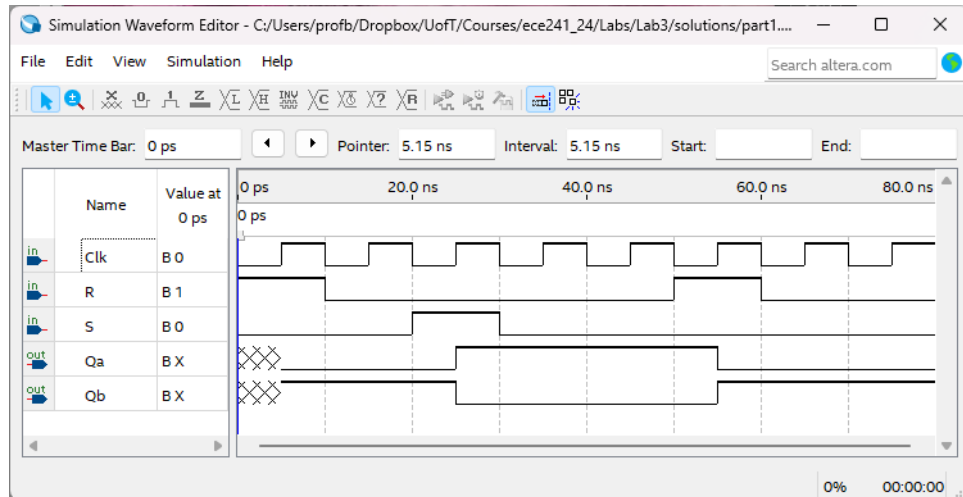 Simulation Waveform Editor - C:/Users/profb/Dropbox/UofT/Courses/ece241_24/Labs/Lab3/solutions/part1....
File Edit View Simulation Help
Search altera.com
Master Time Bar: 0 ps
Pointer: 5.15 ns
Interval: 5.15 ns
Start:
End:
Name
Value at
0 ps
0 ps 20.0 ns 40.0 ns 60.0 ns 80.0 ns
0 ps
in Clk B 0
in R B 1
in S B 0
out Qa B X
out Qb B X
0% 00:00:00